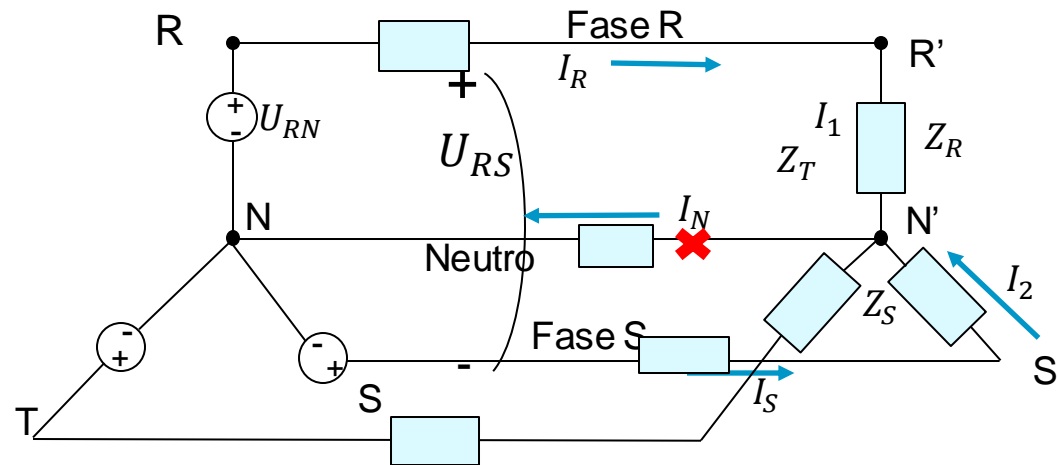 R
Fase R
R'
I_R
+
+
-
U_RN
U_RS
I_1
Z_R
Z_T
N
I_N
N'
Neutro
I_2
Z_S
-
+
-
+
Fase S
-
S
I_S
S
T